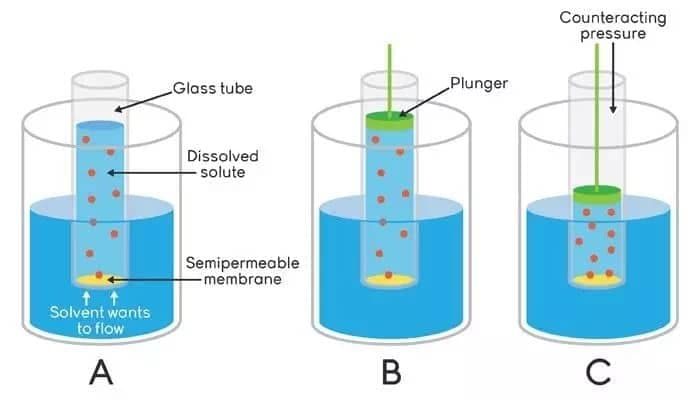 Glass tube
Dissolved
solute
Semipermeable
membrane
Solvent wants
to flow
A
Plunger
B
Counteracting
pressure
C